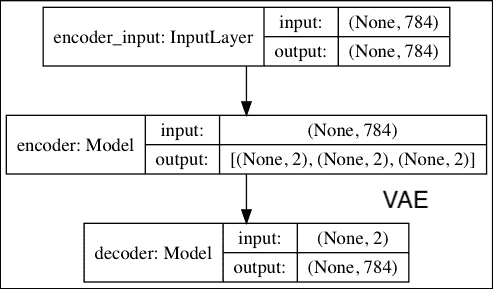 encoder_input: InputLayer
input: (None, 784)
output: (None, 784)
encoder: Model
input: (None, 784)
output: [(None, 2), (None, 2), (None, 2)]
VAE
decoder: Model
input: (None, 2)
output: (None, 784)